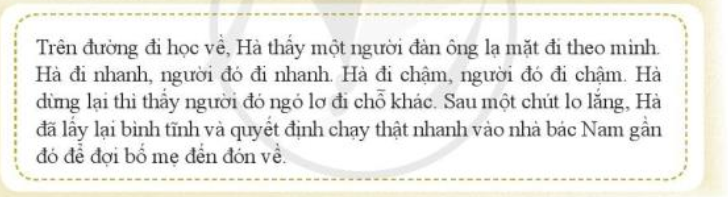 Trên đường đi học về, Hà thấy một người đàn ông lạ mặt đi theo mình.
Hà đi nhanh, người đó đi nhanh. Hà đi chậm, người đó đi chậm. Hà
dừng lại thì thấy người đó ngó lơ đi chỗ khác. Sau một chút lo lắng, Hà
đã lấy lại bình tĩnh và quyết định chạy thật nhanh vào nhà bác Nam gần
đó để đợi bố mẹ đến đón về.